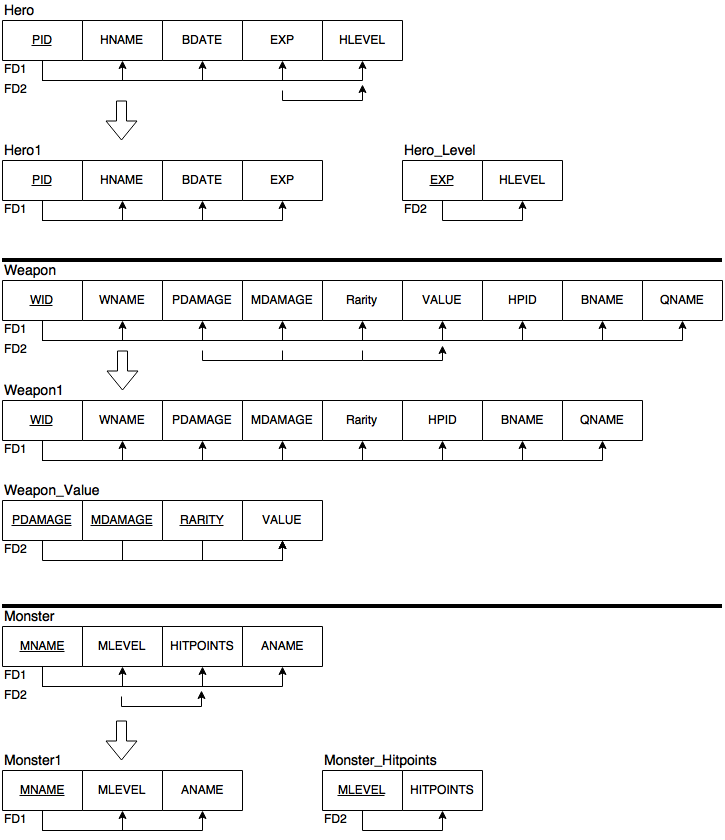 Hero
PID HNAME BDATE EXP HLEVEL
FD1
FD2
Hero1 Hero_Level
PID HNAME BDATE EXP EXP HLEVEL
FD1 FD2
Weapon
WID WNAME PDAMAGE MDAMAGE Rarity VALUE HPID BNAME QNAME
FD1
FD2
Weapon1
WID WNAME PDAMAGE MDAMAGE Rarity HPID BNAME QNAME
FD1
Weapon_Value
PDAMAGE MDAMAGE RARITY VALUE
FD2
Monster
MNAME MLEVEL HITPOINTS ANAME
FD1
FD2
Monster1 Monster_Hitpoints
MNAME MLEVEL ANAME MLEVEL HITPOINTS
FD1 FD2